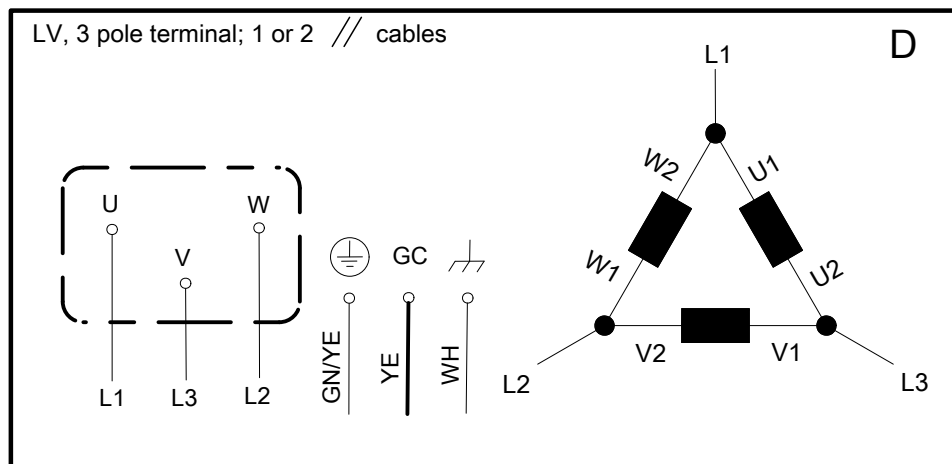 LV, 3 pole terminal; 1 or 2 // cables
D
L1
U
W
V
GC
W2
U1
W1
U2
V2
V1
GN/YE
YE
WH
L1
L3
L2
L2
L3